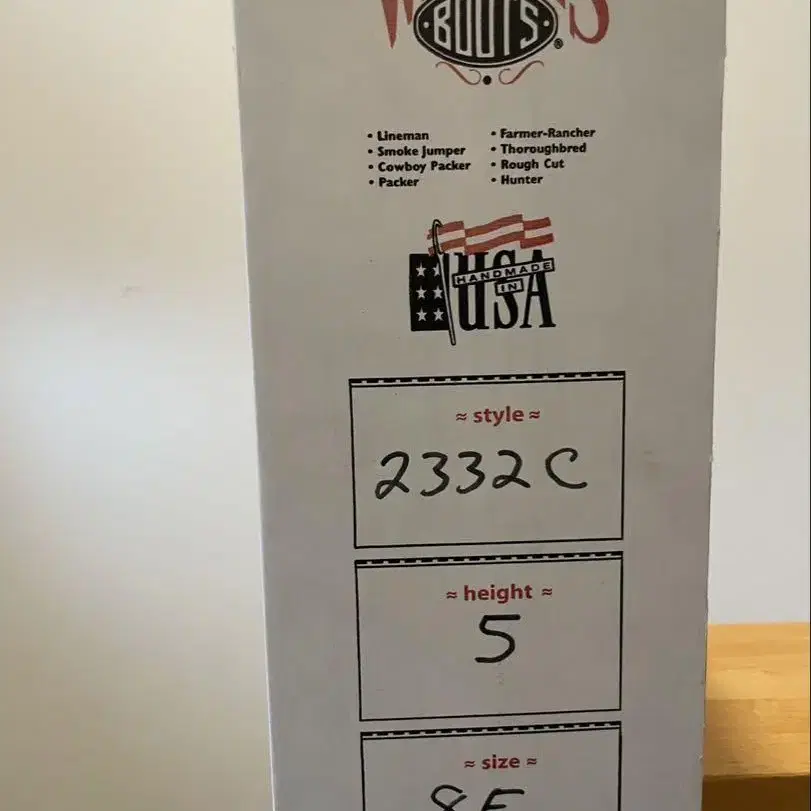 BOOTS®
• Lineman
• Smoke Jumper
• Cowboy Packer
• Packer
• Farmer-Rancher
• Thoroughbred
• Rough Cut
• Hunter
HANDMADE
IN
USA
≈ style ≈
2332 C
≈ height ≈
5
≈ size ≈